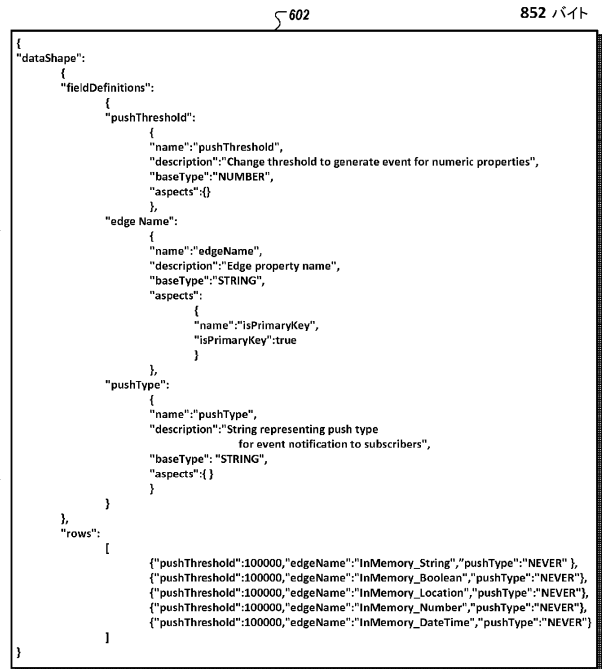 602
852 バイト
{
"dataShape":
{
"fieldDefinitions":
{
"pushThreshold":
{
"name":"pushThreshold",
"description":"Change threshold to generate event for numeric properties",
"baseType":"NUMBER",
"aspects":{}
},
"edge Name":
{
"name":"edgeName",
"description":"Edge property name",
"baseType":"STRING",
"aspects":
{
"name":"isPrimaryKey",
"isPrimaryKey":true
}
},
"pushType":
{
"name":"pushType",
"description":"String representing push type
for event notification to subscribers",
"baseType": "STRING",
"aspects":{ }
}
}
},
"rows":
[
{"pushThreshold":100000,"edgeName":"InMemory_String","pushType":"NEVER" },
{"pushThreshold":100000,"edgeName":"InMemory_Boolean","pushType":"NEVER"},
{"pushThreshold":100000,"edgeName":"InMemory_Location","pushType":"NEVER"},
{"pushThreshold":100000,"edgeName":"InMemory_Number","pushType":"NEVER"},
{"pushThreshold":100000,"edgeName":"InMemory_DateTime","pushType":"NEVER"}
]
}